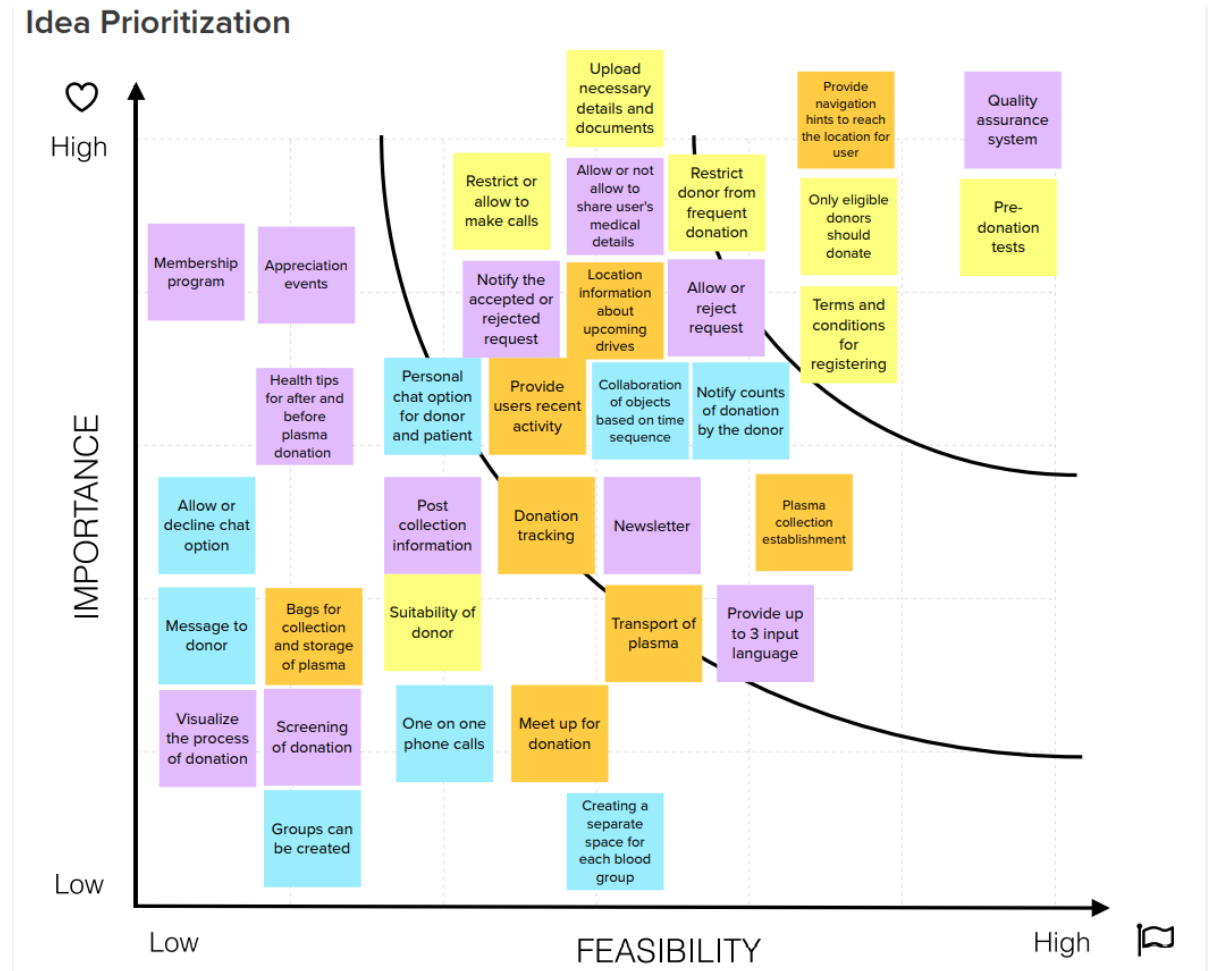 Idea Prioritization
High
IMPORTANCE
Low
Low
FEASIBILITY
High
Upload
necessary
details and
documents
Provide
navigation
hints to reach
the location for
user
Quality
assurance
system
Restrict or
allow to
make calls
Allow or not
allow to
share user's
medical
details
Restrict
donor from
frequent
donation
Only eligible
donors
should
donate
Pre-
donation
tests
Membership
program
Appreciation
events
Notify the
accepted or
rejected
request
Location
information
about
upcoming
drives
Allow or
reject
request
Terms and
conditions
for
registering
Health tips
for after and
before
plasma
donation
Personal
chat option
for donor
and patient
Provide
users recent
activity
Collaboration
of objects
based on time
sequence
Notify counts
of donation
by the donor
Allow or
decline chat
option
Post
collection
information
Donation
tracking
Newsletter
Plasma
collection
establishment
Message to
donor
Bags for
collection
and storage
of plasma
Suitability of
donor
Transport of
plasma
Provide up
to 3 input
language
Visualize
the process
of donation
Screening
of donation
One on one
phone calls
Meet up for
donation
Groups can
be created
Creating a
separate
space for
each blood
group